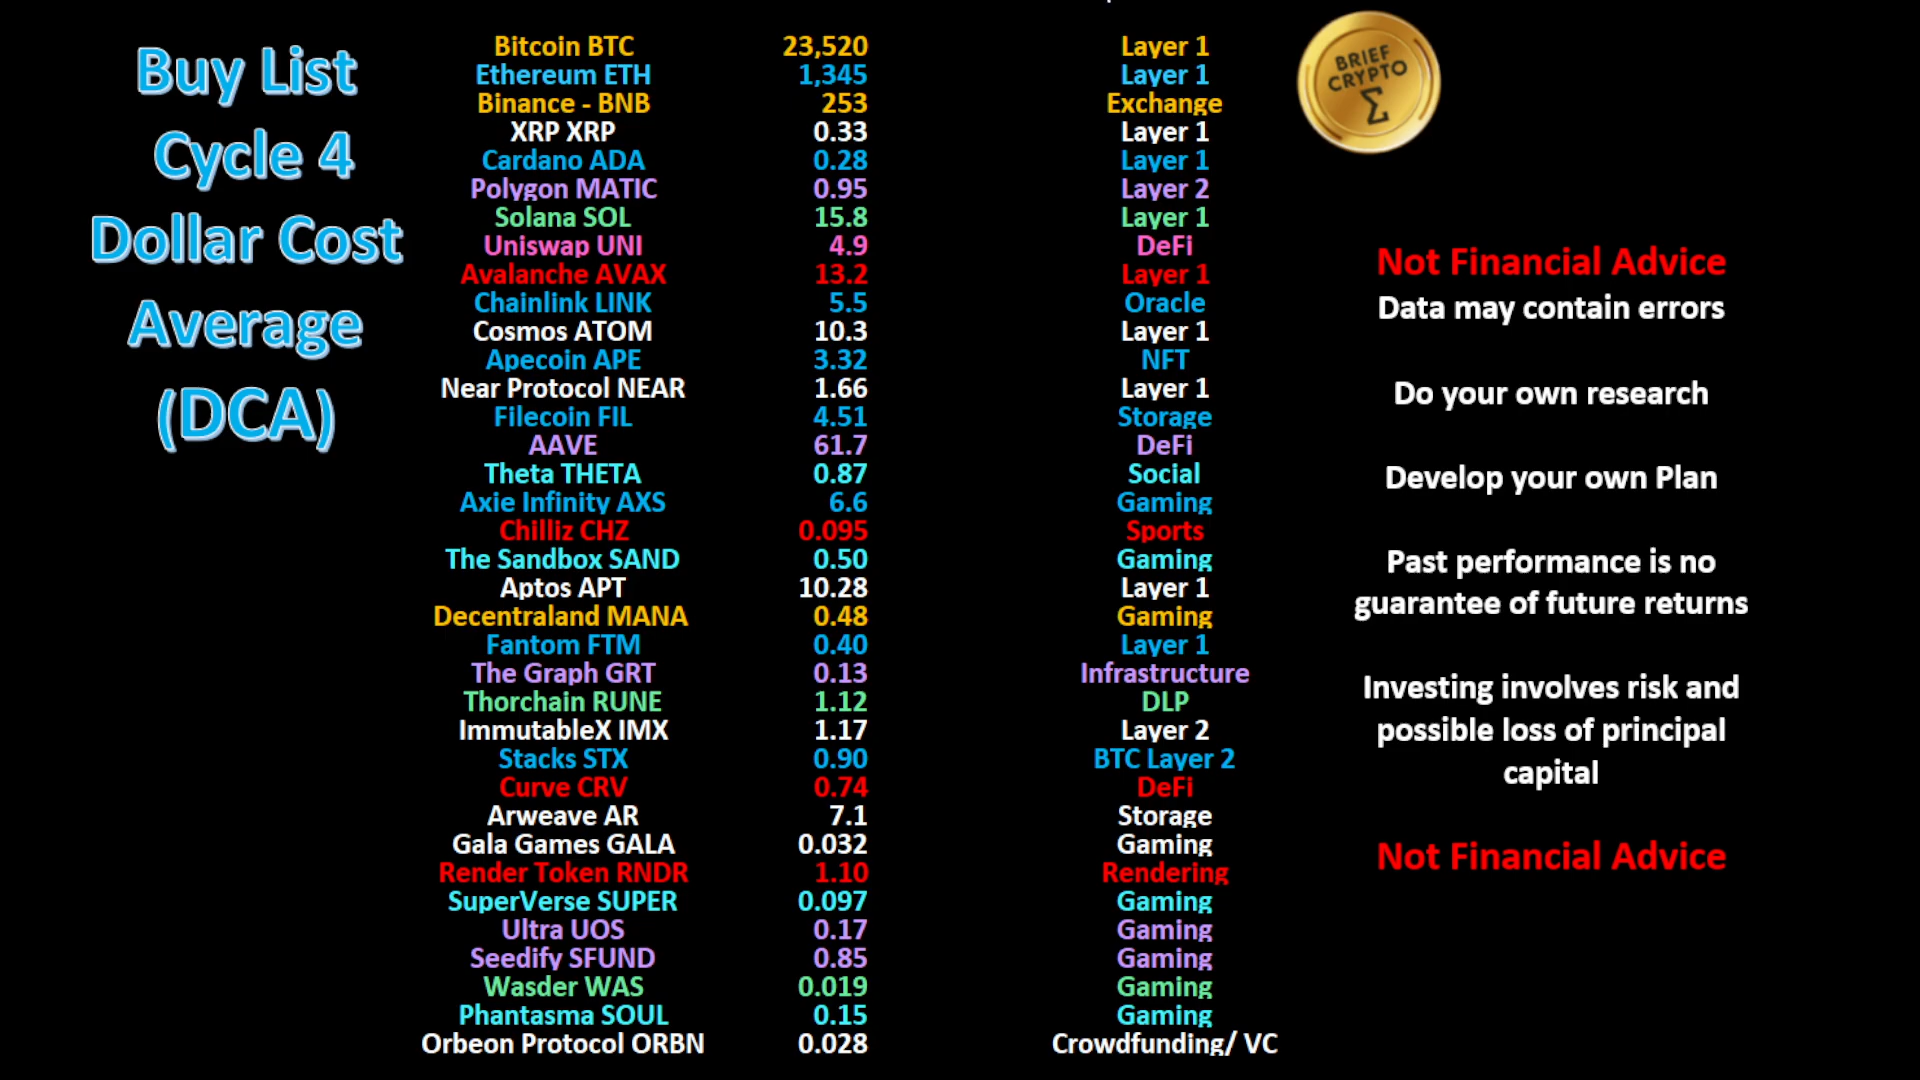 Buy List
Cycle 4
Dollar Cost
Average
(DCA)
Bitcoin BTC 23,520 Layer 1
Ethereum ETH 1,345 Layer 1
Binance - BNB 253 Exchange
XRP XRP 0.33 Layer 1
Cardano ADA 0.28 Layer 1
Polygon MATIC 0.95 Layer 2
Solana SOL 15.8 Layer 1
Uniswap UNI 4.9 DeFi
Avalanche AVAX 13.2 Layer 1
Chainlink LINK 5.5 Oracle
Cosmos ATOM 10.3 Layer 1
Apecoin APE 3.32 NFT
Near Protocol NEAR 1.66 Layer 1
Filecoin FIL 4.51 Storage
AAVE 61.7 DeFi
Theta THETA 0.87 Social
Axie Infinity AXS 6.6 Gaming
Chilliz CHZ 0.095 Sports
The Sandbox SAND 0.50 Gaming
Aptos APT 10.28 Layer 1
Decentraland MANA 0.48 Gaming
Fantom FTM 0.40 Layer 1
The Graph GRT 0.13 Infrastructure
Thorchain RUNE 1.12 DLP
ImmutableX IMX 1.17 Layer 2
Stacks STX 0.90 BTC Layer 2
Curve CRV 0.74 DeFi
Arweave AR 7.1 Storage
Gala Games GALA 0.032 Gaming
Render Token RNDR 1.10 Rendering
SuperVerse SUPER 0.097 Gaming
Ultra UOS 0.17 Gaming
Seedify SFUND 0.85 Gaming
Wasder WAS 0.019 Gaming
Phantasma SOUL 0.15 Gaming
Orbeon Protocol ORBN 0.028 Crowdfunding/ VC
BRIEF
CRYPTO
Σ
Not Financial Advice
Data may contain errors
Do your own research
Develop your own Plan
Past performance is no
guarantee of future returns
Investing involves risk and
possible loss of principal
capital
Not Financial Advice